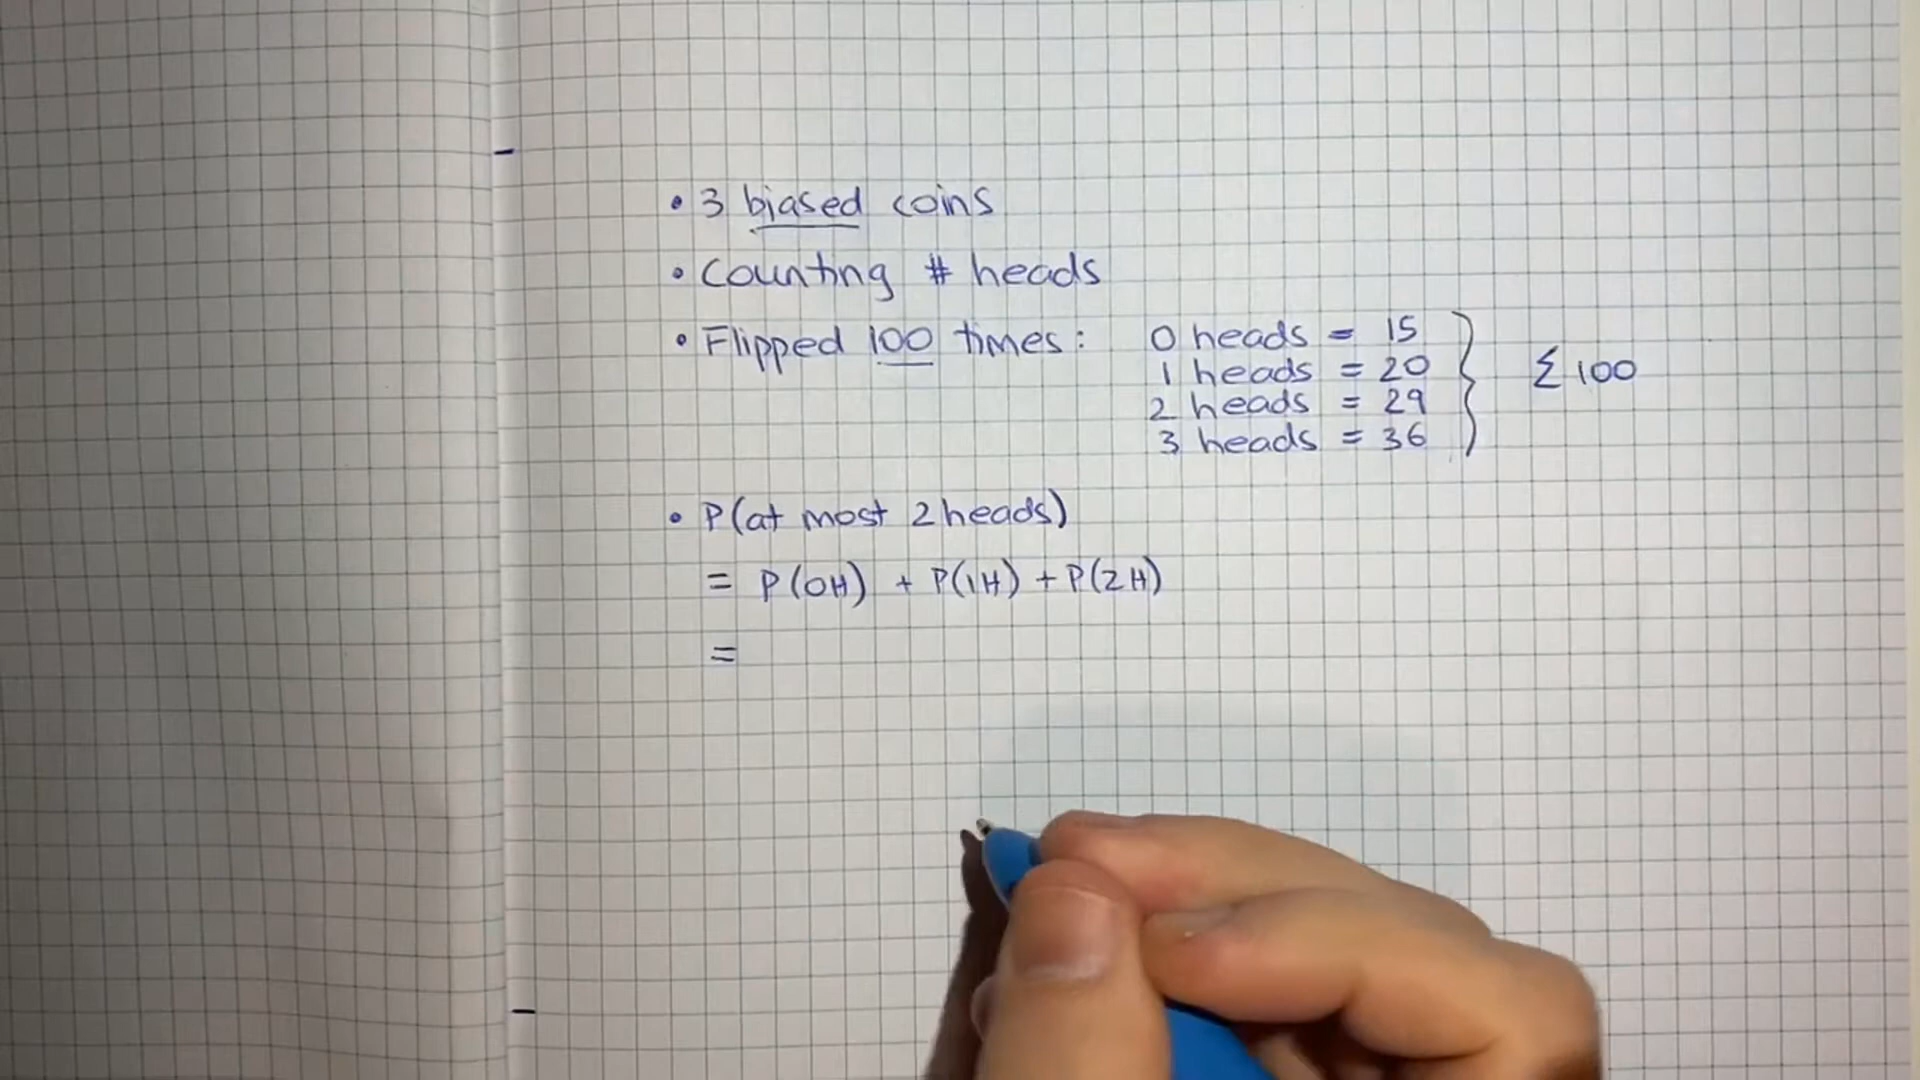 • 3 biased coins
• Counting # heads
• Flipped 100 times: 0 heads = 15
1 heads = 20
2 heads = 29
3 heads = 36
Σ 100
• P(at most 2 heads)
= P(0H) + P(1H) + P(2H)
=